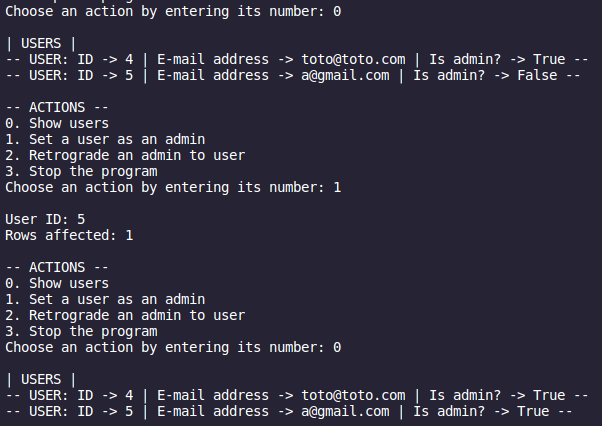 Choose an action by entering its number: 0
| USERS |
-- USER: ID -> 4 | E-mail address -> toto@toto.com | Is admin? -> True --
-- USER: ID -> 5 | E-mail address -> a@gmail.com | Is admin? -> False --
-- ACTIONS --
0. Show users
1. Set a user as an admin
2. Retrograde an admin to user
3. Stop the program
Choose an action by entering its number: 1
User ID: 5
Rows affected: 1
-- ACTIONS --
0. Show users
1. Set a user as an admin
2. Retrograde an admin to user
3. Stop the program
Choose an action by entering its number: 0
| USERS |
-- USER: ID -> 4 | E-mail address -> toto@toto.com | Is admin? -> True --
-- USER: ID -> 5 | E-mail address -> a@gmail.com | Is admin? -> True --